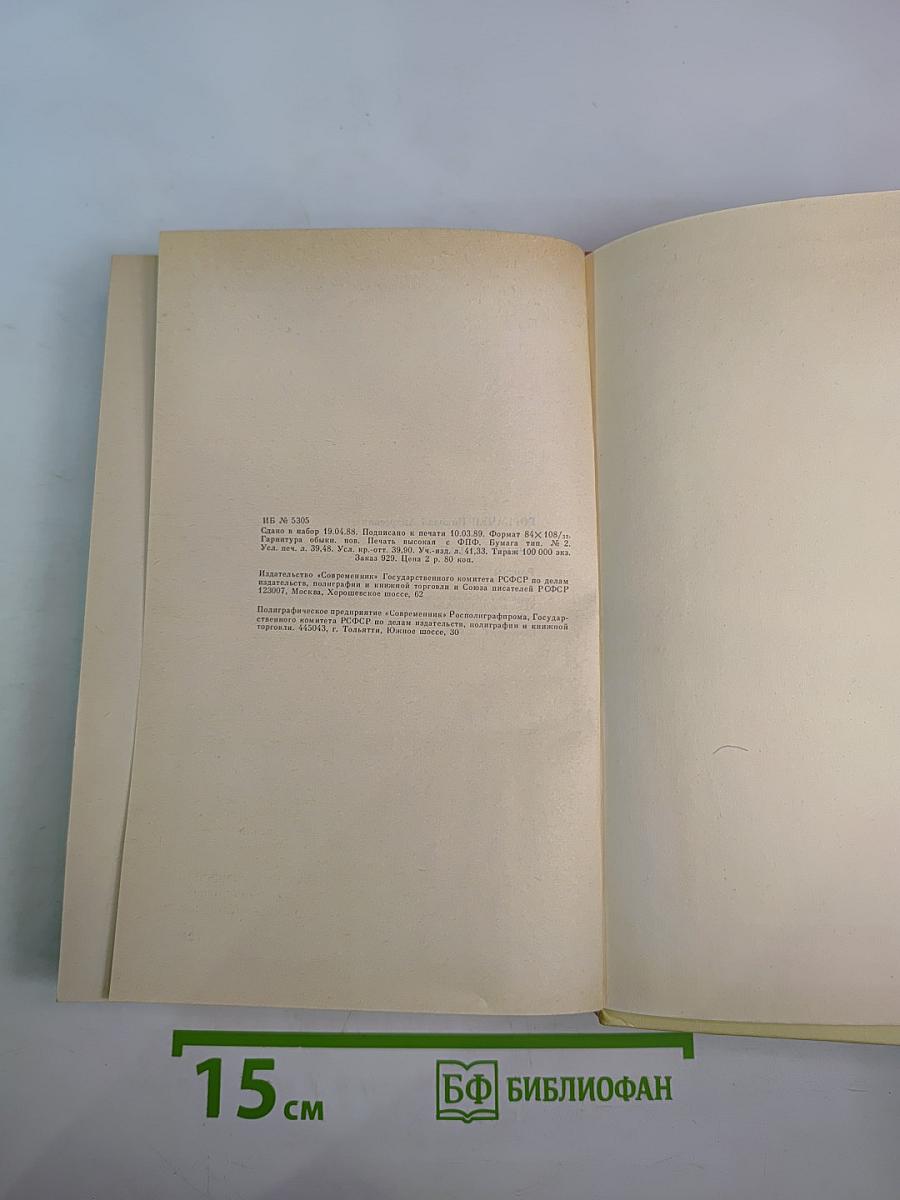 ИБ № 5305
Сдано в набор 19.04.88. Подписано к печати 10.03.89. Формат 84×108/32.
Гарнитура обыкн. нов. Печать высокая с ФПФ. Бумага тип. № 2.
Усл. печ. л. 39,48. Усл. кр.-отт. 39,90. Уч.-изд. л. 41,33. Тираж 100 000 экз.
Заказ 929. Цена 2 р. 80 коп.
Издательство «Современник» Государственного комитета РСФСР по делам
издательств, полиграфии и книжной торговли и Союза писателей РСФСР
123007, Москва, Хорошевское шоссе, 62
Полиграфическое предприятие «Современник» Росполиграфпрома, Государ-
ственного комитета РСФСР по делам издательств, полиграфии и книжной
торговли. 445043, г. Тольятти, Южное шоссе, 30
15 см
БФ БИБЛИОФАН